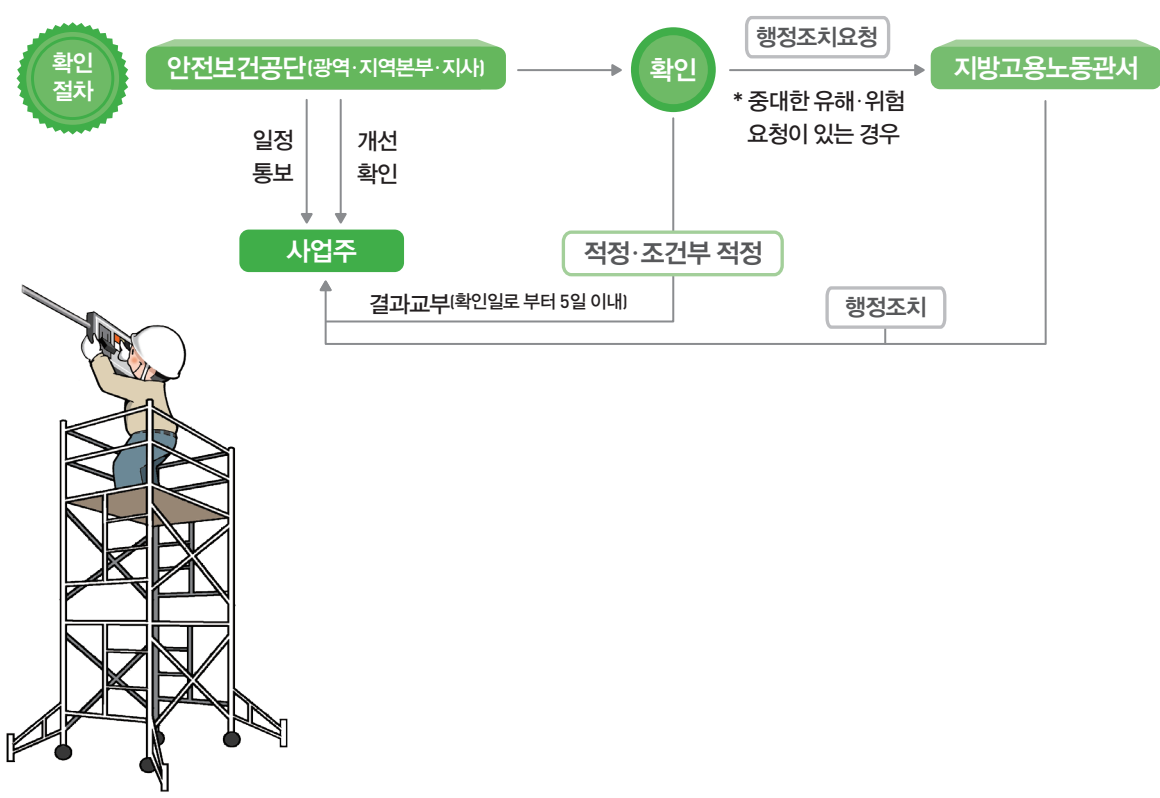 확인
절차
안전보건공단(광역·지역본부·지사)
확인
행정조치요청
* 중대한 유해·위험
요청이 있는 경우
지방고용노동관서
일정
통보
개선
확인
사업주
적정·조건부 적정
결과교부(확인일로 부터 5일 이내)
행정조치